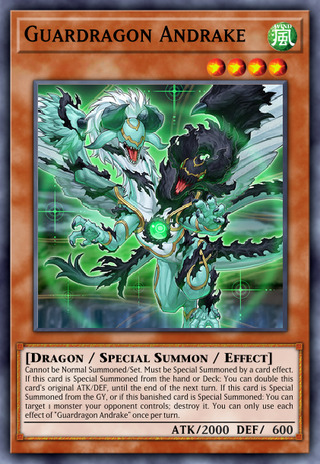 Guardragon Andrake
WIND
風
[Dragon / Special Summon / Effect]
Cannot be Normal Summoned/Set. Must be Special Summoned by a card effect.
If this card is Special Summoned from the hand or Deck: You can double this
card's original ATK/DEF, until the end of the next turn. If this card is Special
Summoned from the GY, or if this banished card is Special Summoned: You can
target 1 monster your opponent controls; destroy it. You can only use each
effect of "Guardragon Andrake" once per turn.
ATK/2000 DEF/ 600